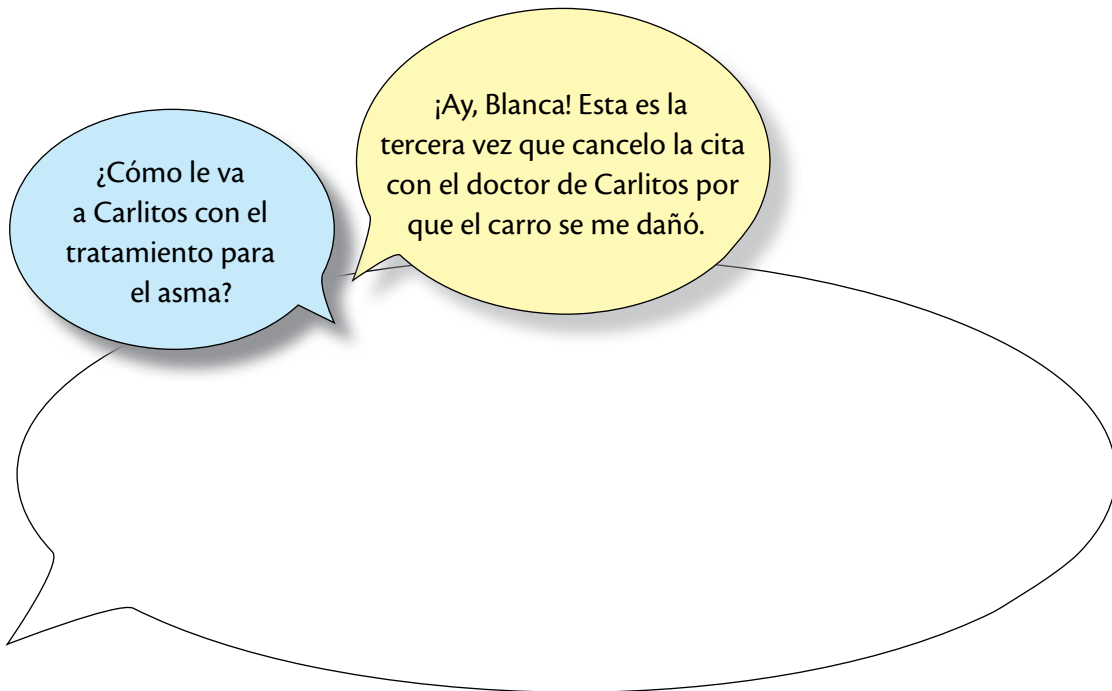 ¿Cómo le va
a Carlitos con el
tratamiento para
el asma?
¡Ay, Blanca! Esta es la
tercera vez que cancelo la cita
con el doctor de Carlitos por
que el carro se me dañó.